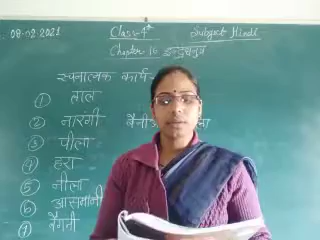 08-02-2021 Class-4th Subject Hindi
Chapter 16 इन्द्रधनुष
रचनात्मक कार्य-
① लाल
② नारंगी
③ पीला
④ हरा
⑤ नीला
⑥ आसमानी
⑦ बैंगनी